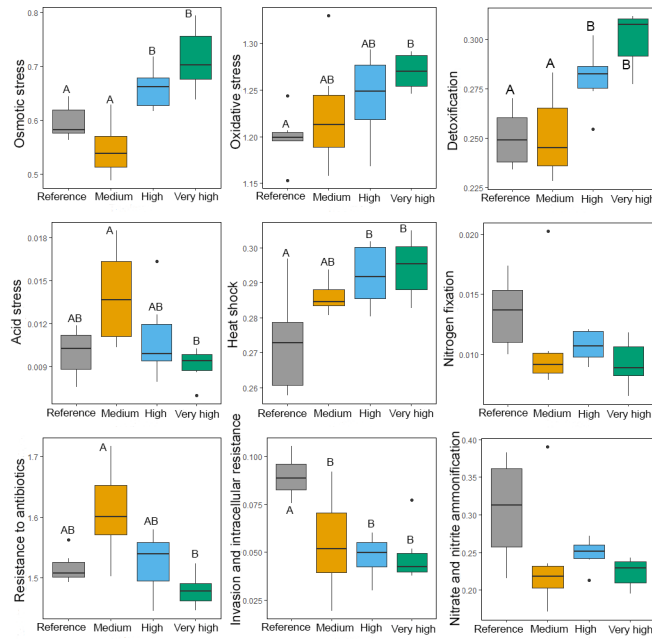 Osmotic stress
0.8
0.7
0.6
0.5
A
A
B
B
Reference Medium High Very high
Oxidative stress
1.30
1.25
1.20
1.15
A
AB
AB
B
Reference Medium High Very high
Detoxification
0.300
0.275
0.250
0.225
A
A
B
B
Reference Medium High Very high
Acid stress
0.018
0.015
0.012
0.009
AB
A
AB
B
Reference Medium High Very high
Heat shock
0.30
0.29
0.28
0.27
0.26
A
AB
B
B
Reference Medium High Very high
Nitrogen fixation
0.020
0.015
0.010
Reference Medium High Very high
Resistance to antibiotics
1.7
1.6
1.5
AB
A
AB
B
Reference Medium High Very high
Invasion and intracellular resistance
0.100
0.075
0.050
0.025
A
B
B
B
Reference Medium High Very high
Nitrate and nitrite ammonification
0.40
0.35
0.30
0.25
0.20
Reference Medium High Very high